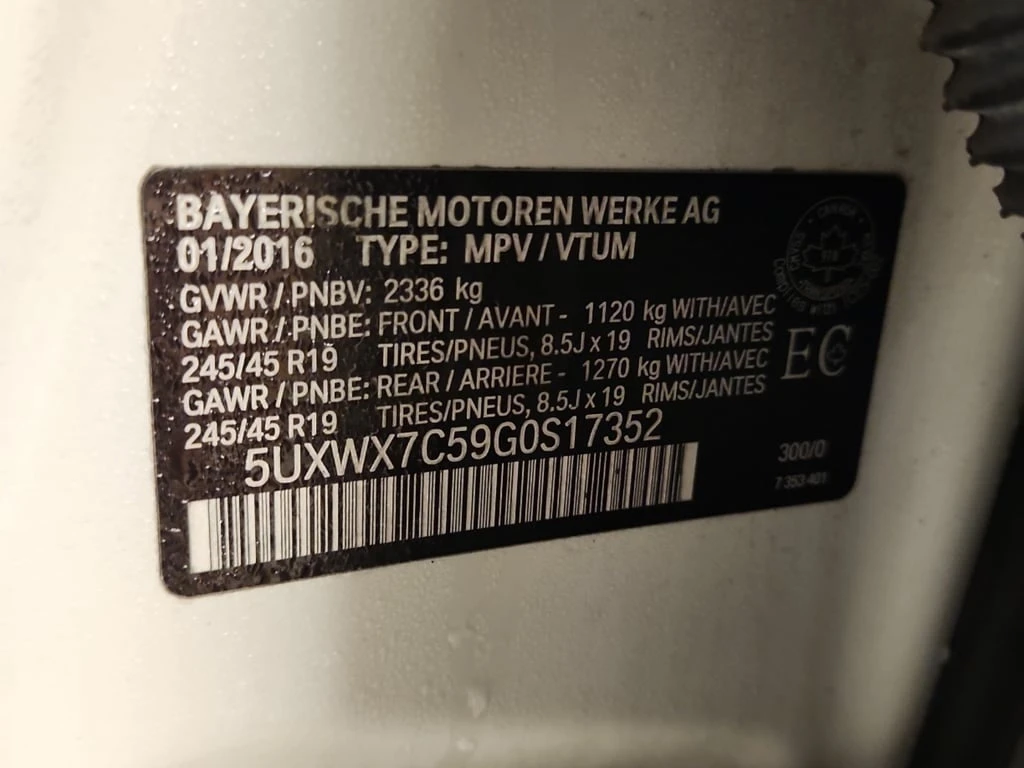 BAYERISCHE MOTOREN WERKE AG
01/2016 TYPE: MPV / VTUM
GVWR / PNBV: 2336 kg
GAWR / PNBE: FRONT / AVANT - 1120 kg WITH/AVEC
245/45 R19 TIRES/PNEUS, 8.5J x 19 RIMS/JANTES
GAWR / PNBE: REAR / ARRIERE - 1270 kg WITH/AVEC
245/45 R19 TIRES/PNEUS, 8.5J x 19 RIMS/JANTES
5UXWX7C59G0S17352
CANADA
EC
300/0
7 353 401